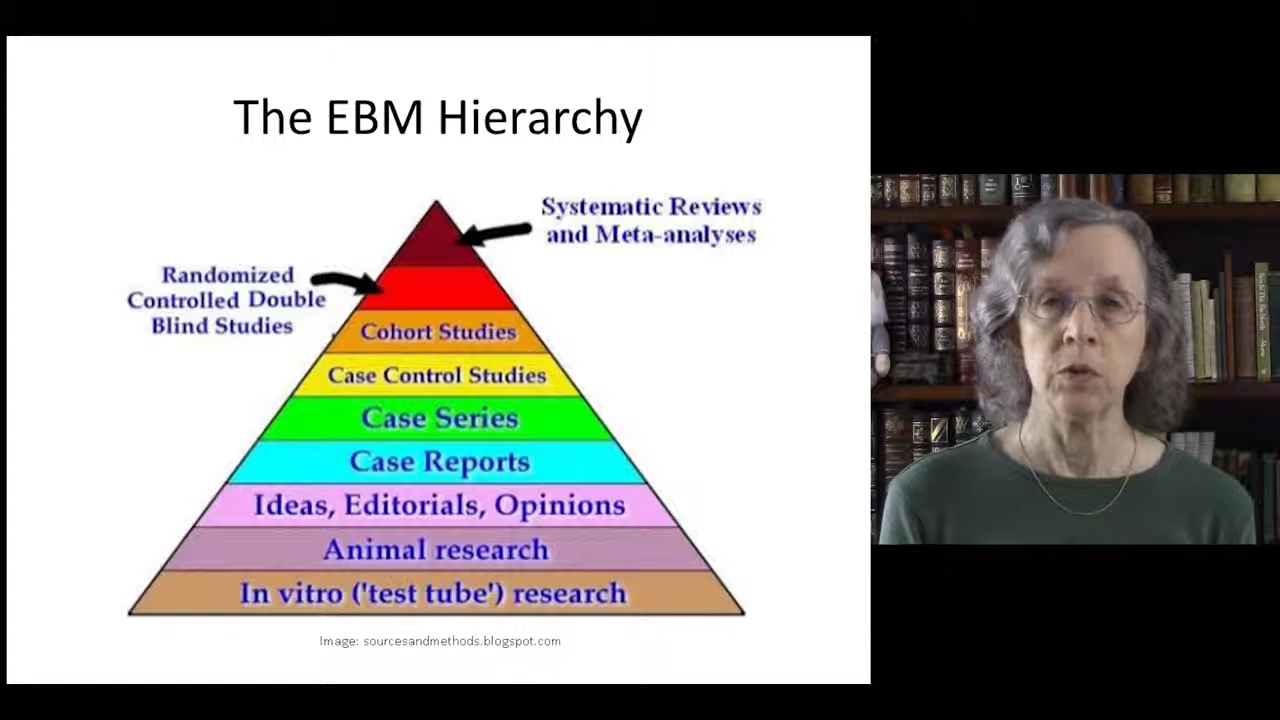 The EBM Hierarchy
Systematic Reviews
and Meta-analyses
Randomized
Controlled Double
Blind Studies
Cohort Studies
Case Control Studies
Case Series
Case Reports
Ideas, Editorials, Opinions
Animal research
In vitro ('test tube') research
Image: sourcesandmethods.blogspot.com